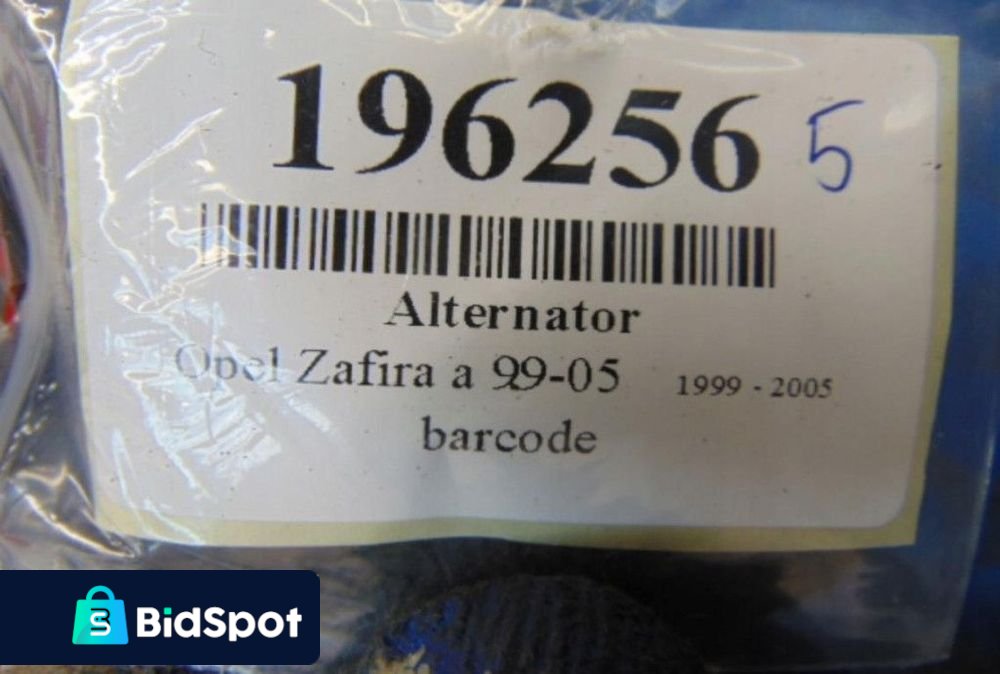 196256 5
Alternator
Opel Zafira a 99-05 1999 - 2005
barcode
BidSpot